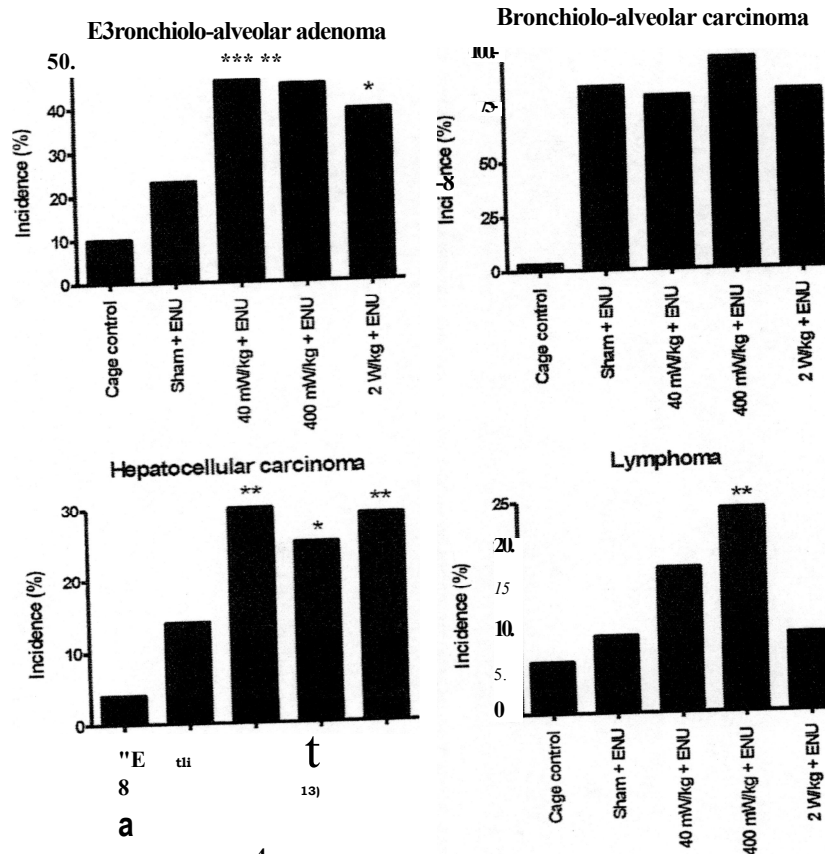 E3ronchiolo-alveolar adenoma
50.
*** **
*
40
30
20
10
0
Incidence (%)
Cage control
Sham + ENU
40 mW/kg + ENU
400 mW/kg + ENU
2 W/kg + ENU
Bronchiolo-alveolar carcinoma
50
25
0
Cage control
Sham + ENU
40 mW/kg + ENU
400 mW/kg + ENU
2 W/kg + ENU
Hepatocellular carcinoma
**
*
**
30
20
10
0
Incidence (%)
"E
8
a
tli
t
13)
Lymphoma
**
25
20.
15
10.
5.
0
Incidence (%)
Cage control
Sham + ENU
40 mW/kg + ENU
400 mW/kg + ENU
2 W/kg + ENU